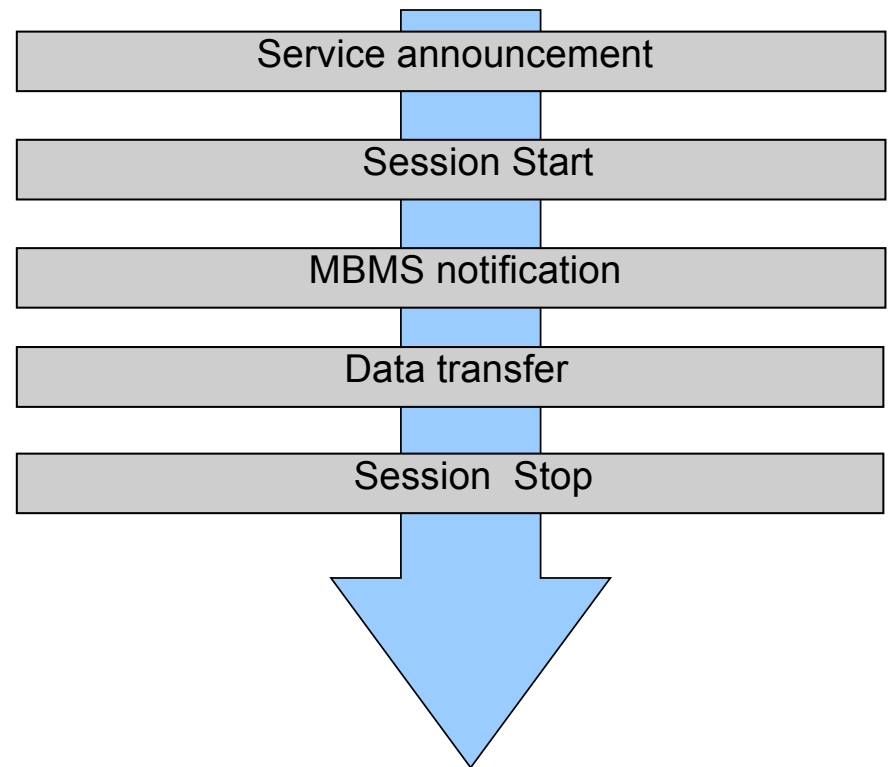 Service announcement
Session Start
MBMS notification
Data transfer
Session  Stop